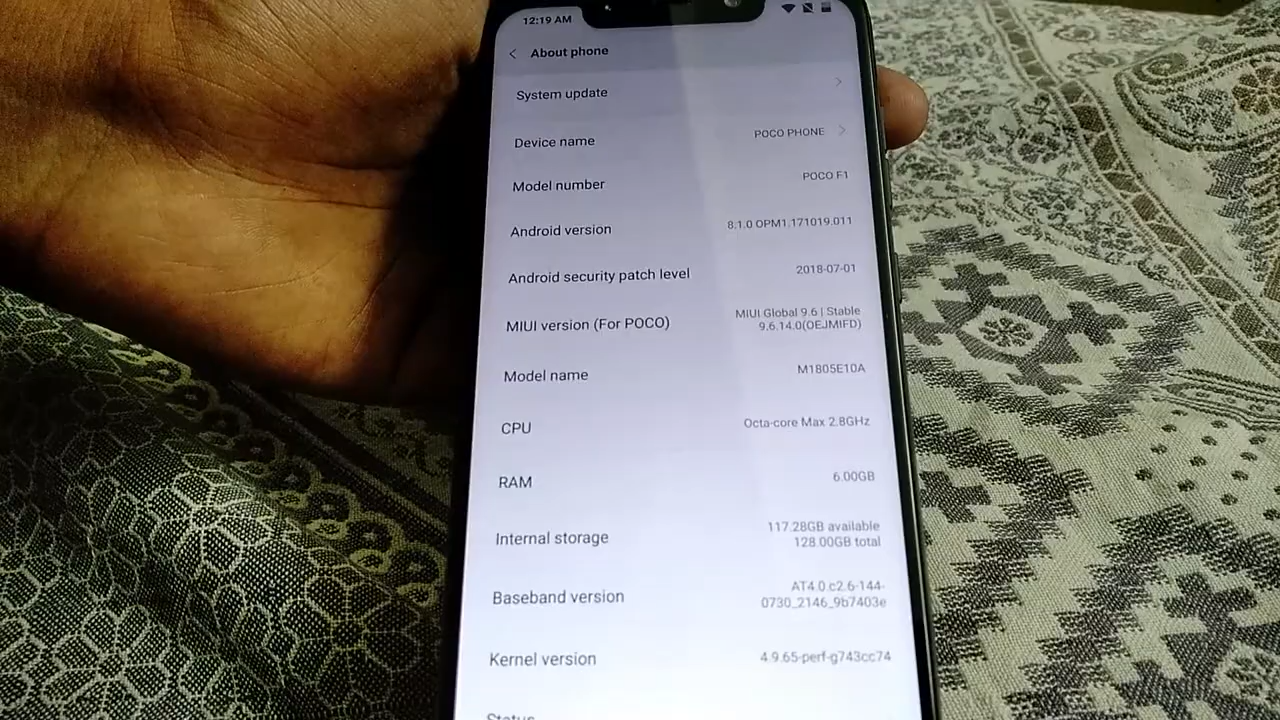 12:19 AM
About phone
System update
Device name POCO PHONE
Model number POCO F1
Android version 8.1.0 OPM1.171019.011
Android security patch level 2018-07-01
MIUI version (For POCO) MIUI Global 9.6 | Stable
9.6.14.0(OEJMIFD)
Model name M1805E10A
CPU Octa-core Max 2.8GHz
RAM 6.00GB
Internal storage 117.28GB available
128.00GB total
Baseband version AT4.0.c2.6-144-
0730_2146_9b7403e
Kernel version 4.9.65-perf-g743cc74
Status